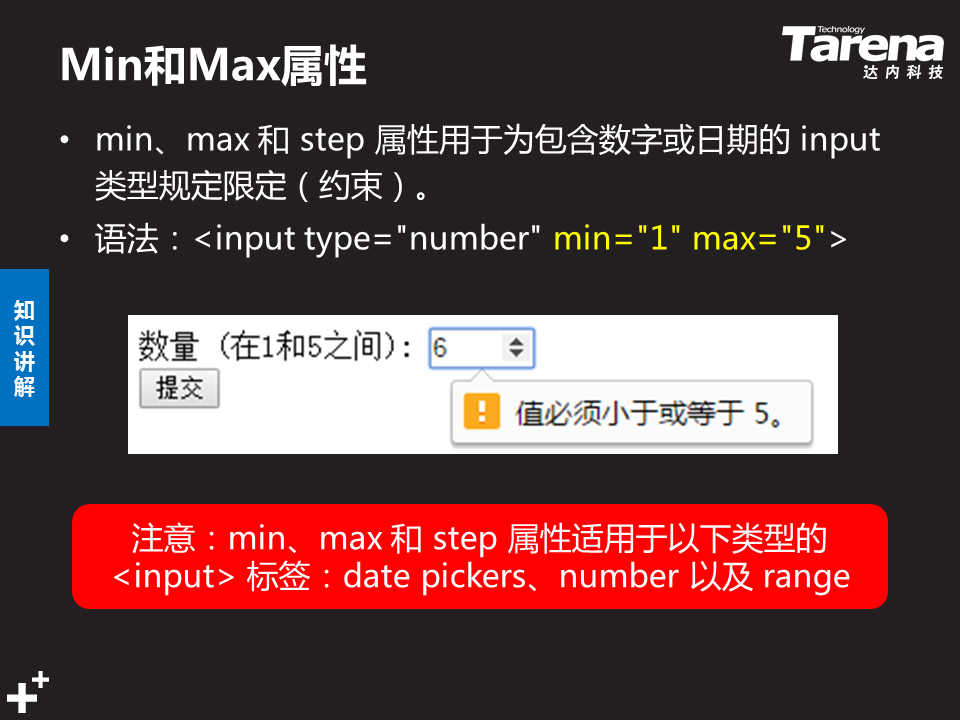 Min和Max属性
Technology
Tarena
达内科技
• min、max 和 step 属性用于为包含数字或日期的 input
类型规定限定（约束）。
• 语法：<input type="number" min="1" max="5">
知识讲解
数量（在1和5之间）： 6
提交
值必须小于或等于 5。
注意：min、max 和 step 属性适用于以下类型的
<input> 标签：date pickers、number 以及 range